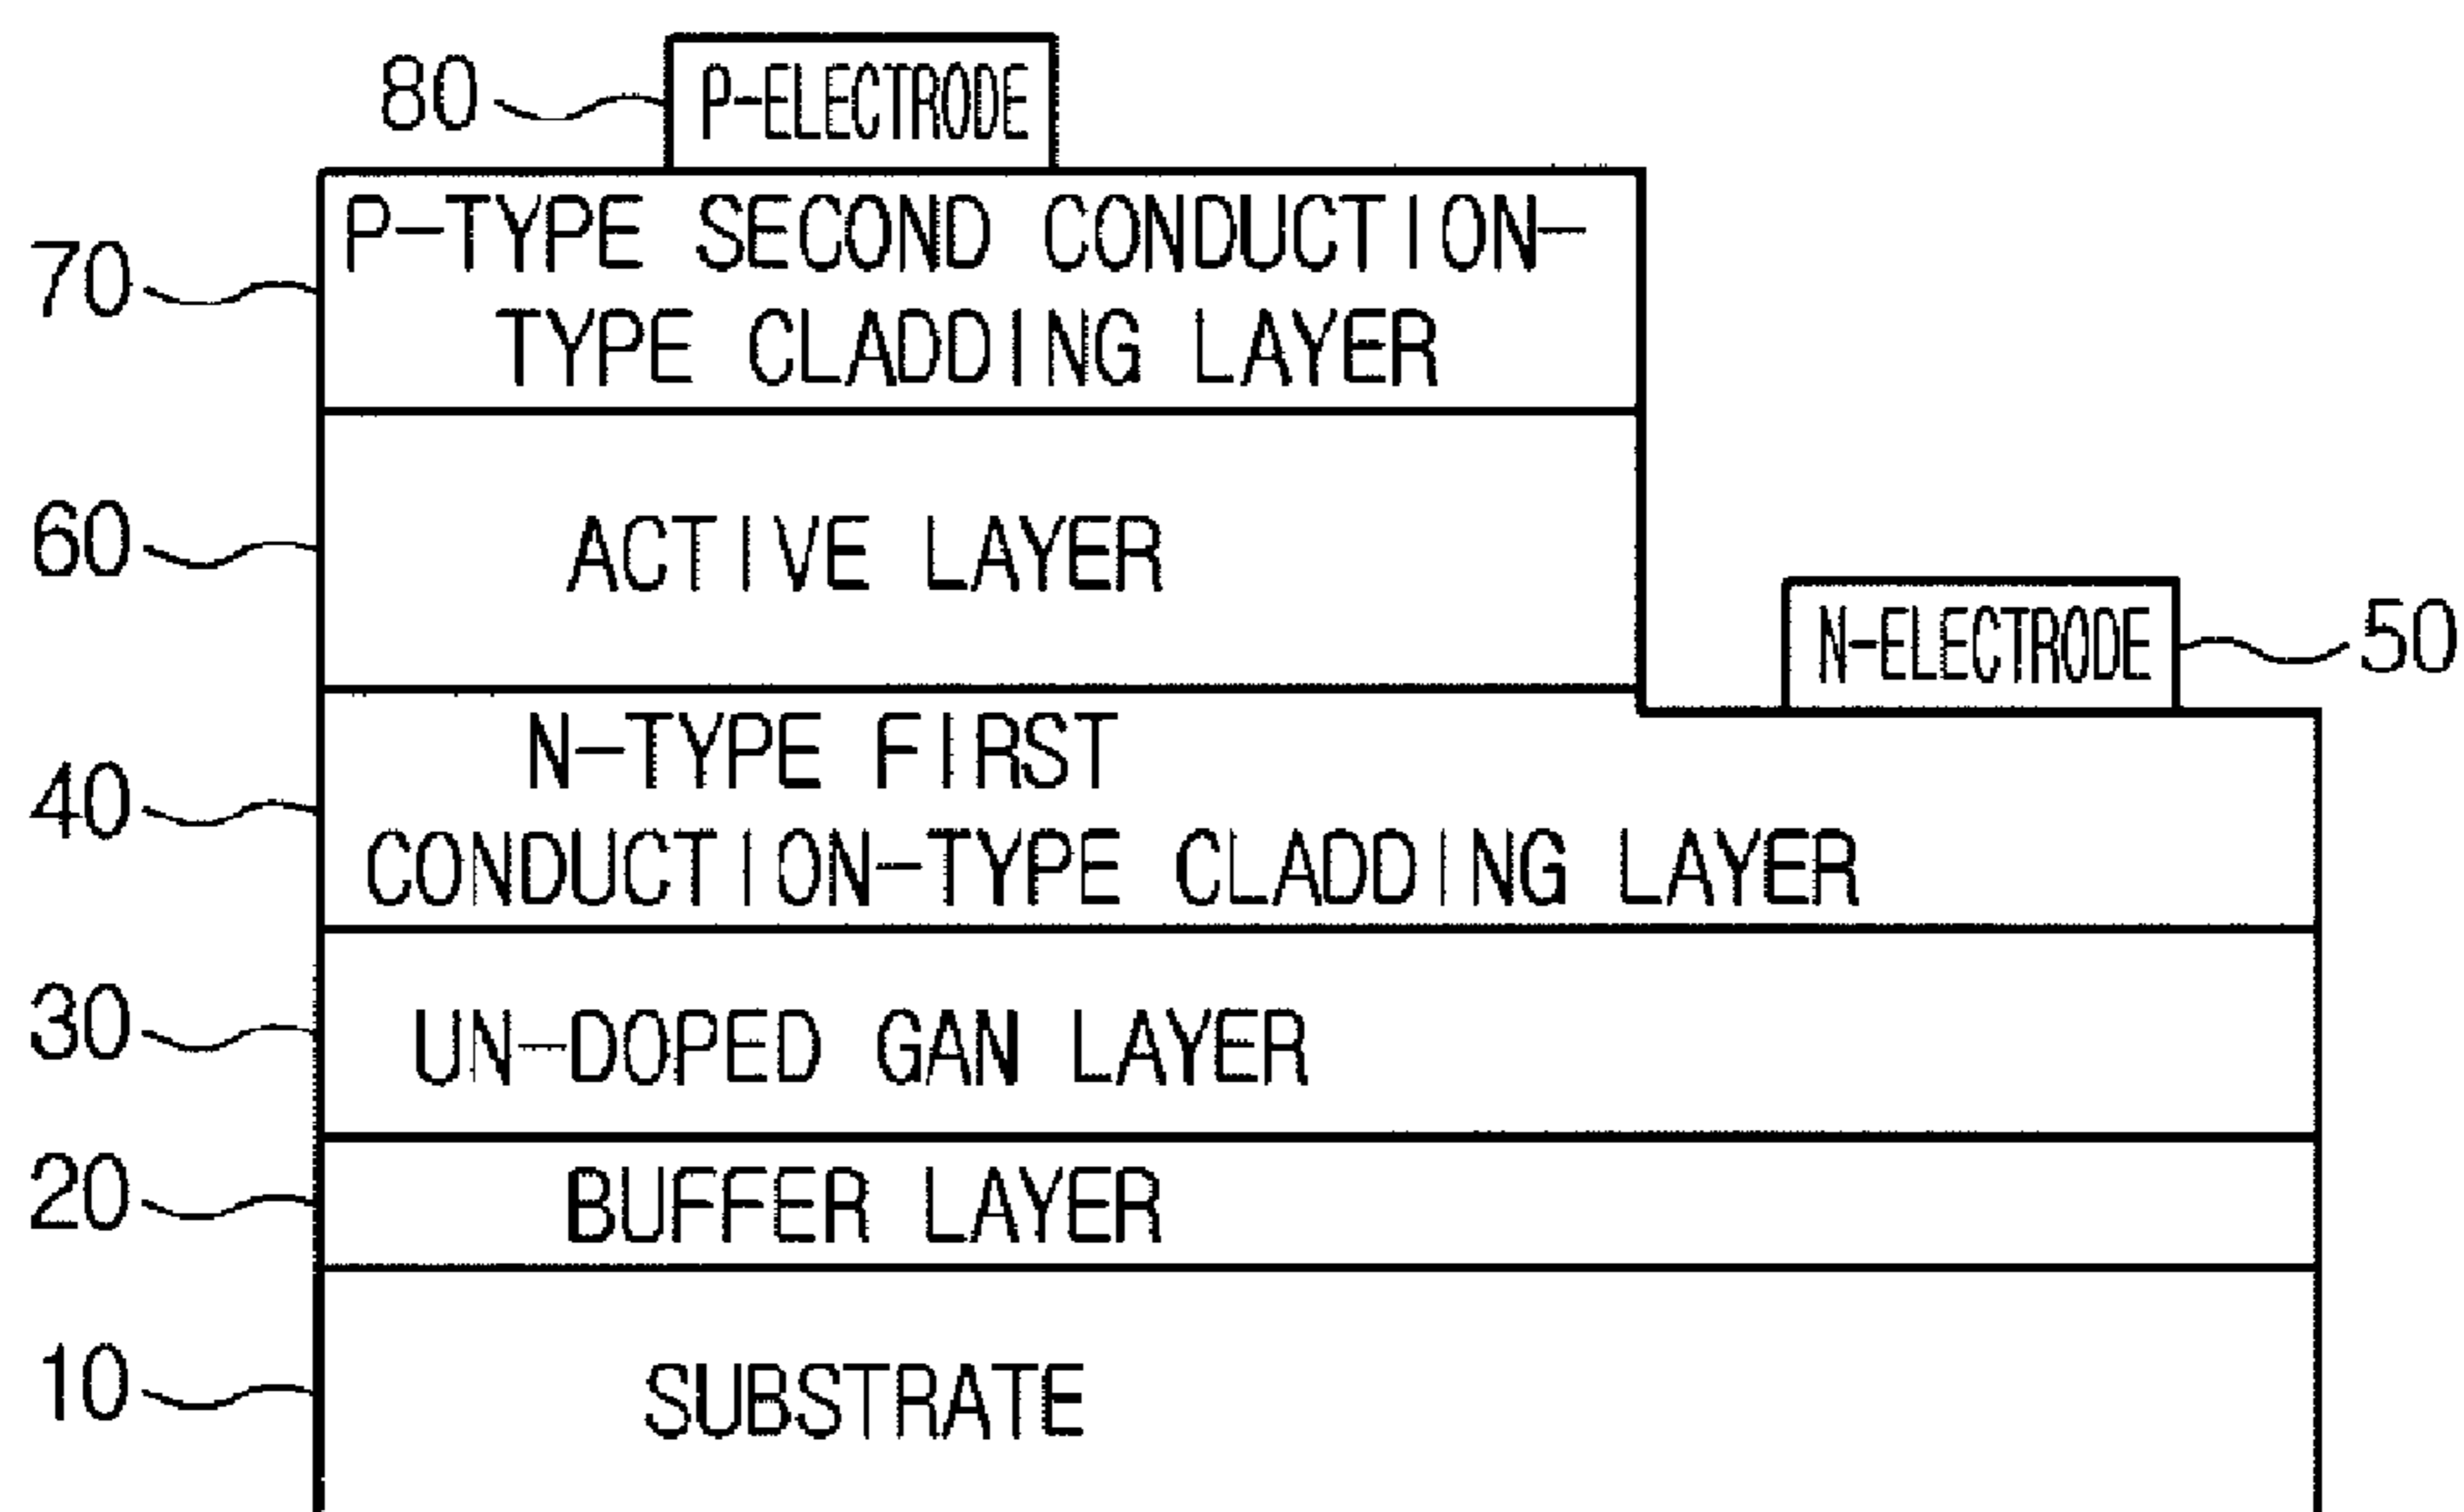 80
P-ELECTRODE
P-TYPE SECOND CONDUCTION-
70
TYPE CLADDING LAYER
60
ACTIVE LAYER
N-ELECTRODE
50
N-TYPE FIRST
40
CONDUCTION-TYPE CLADDING LAYER
30
UN-DOPED GAN LAYER
20
BUFFER LAYER
10
SUBSTRATE